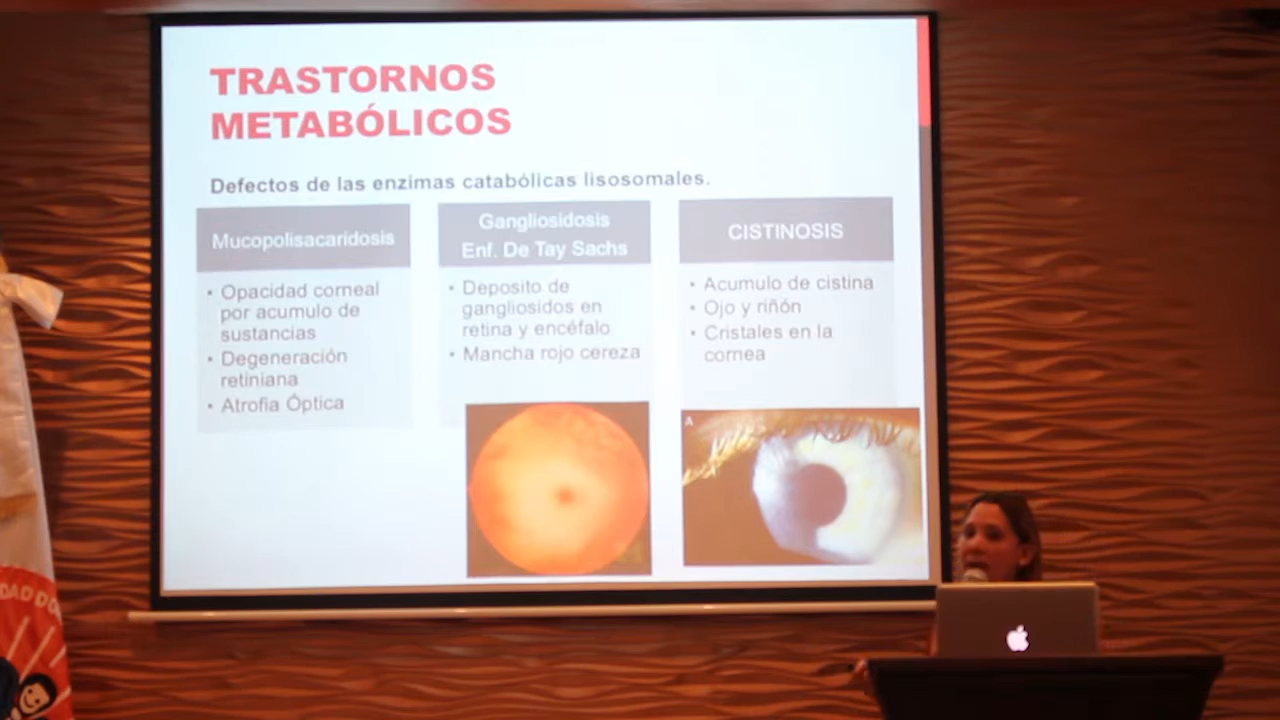 TRASTORNOS
METABÓLICOS
Defectos de las enzimas catabólicas lisosomales.
Mucopolisacaridosis
• Opacidad corneal
por acumulo de
sustancias
• Degeneración
retiniana
• Atrofia Óptica
Gangliosidosis
Enf. De Tay Sachs
• Deposito de
gangliosidos en
retina y encéfalo
• Mancha rojo cereza
CISTINOSIS
• Acumulo de cistina
• Ojo y riñón
• Cristales en la
cornea
A